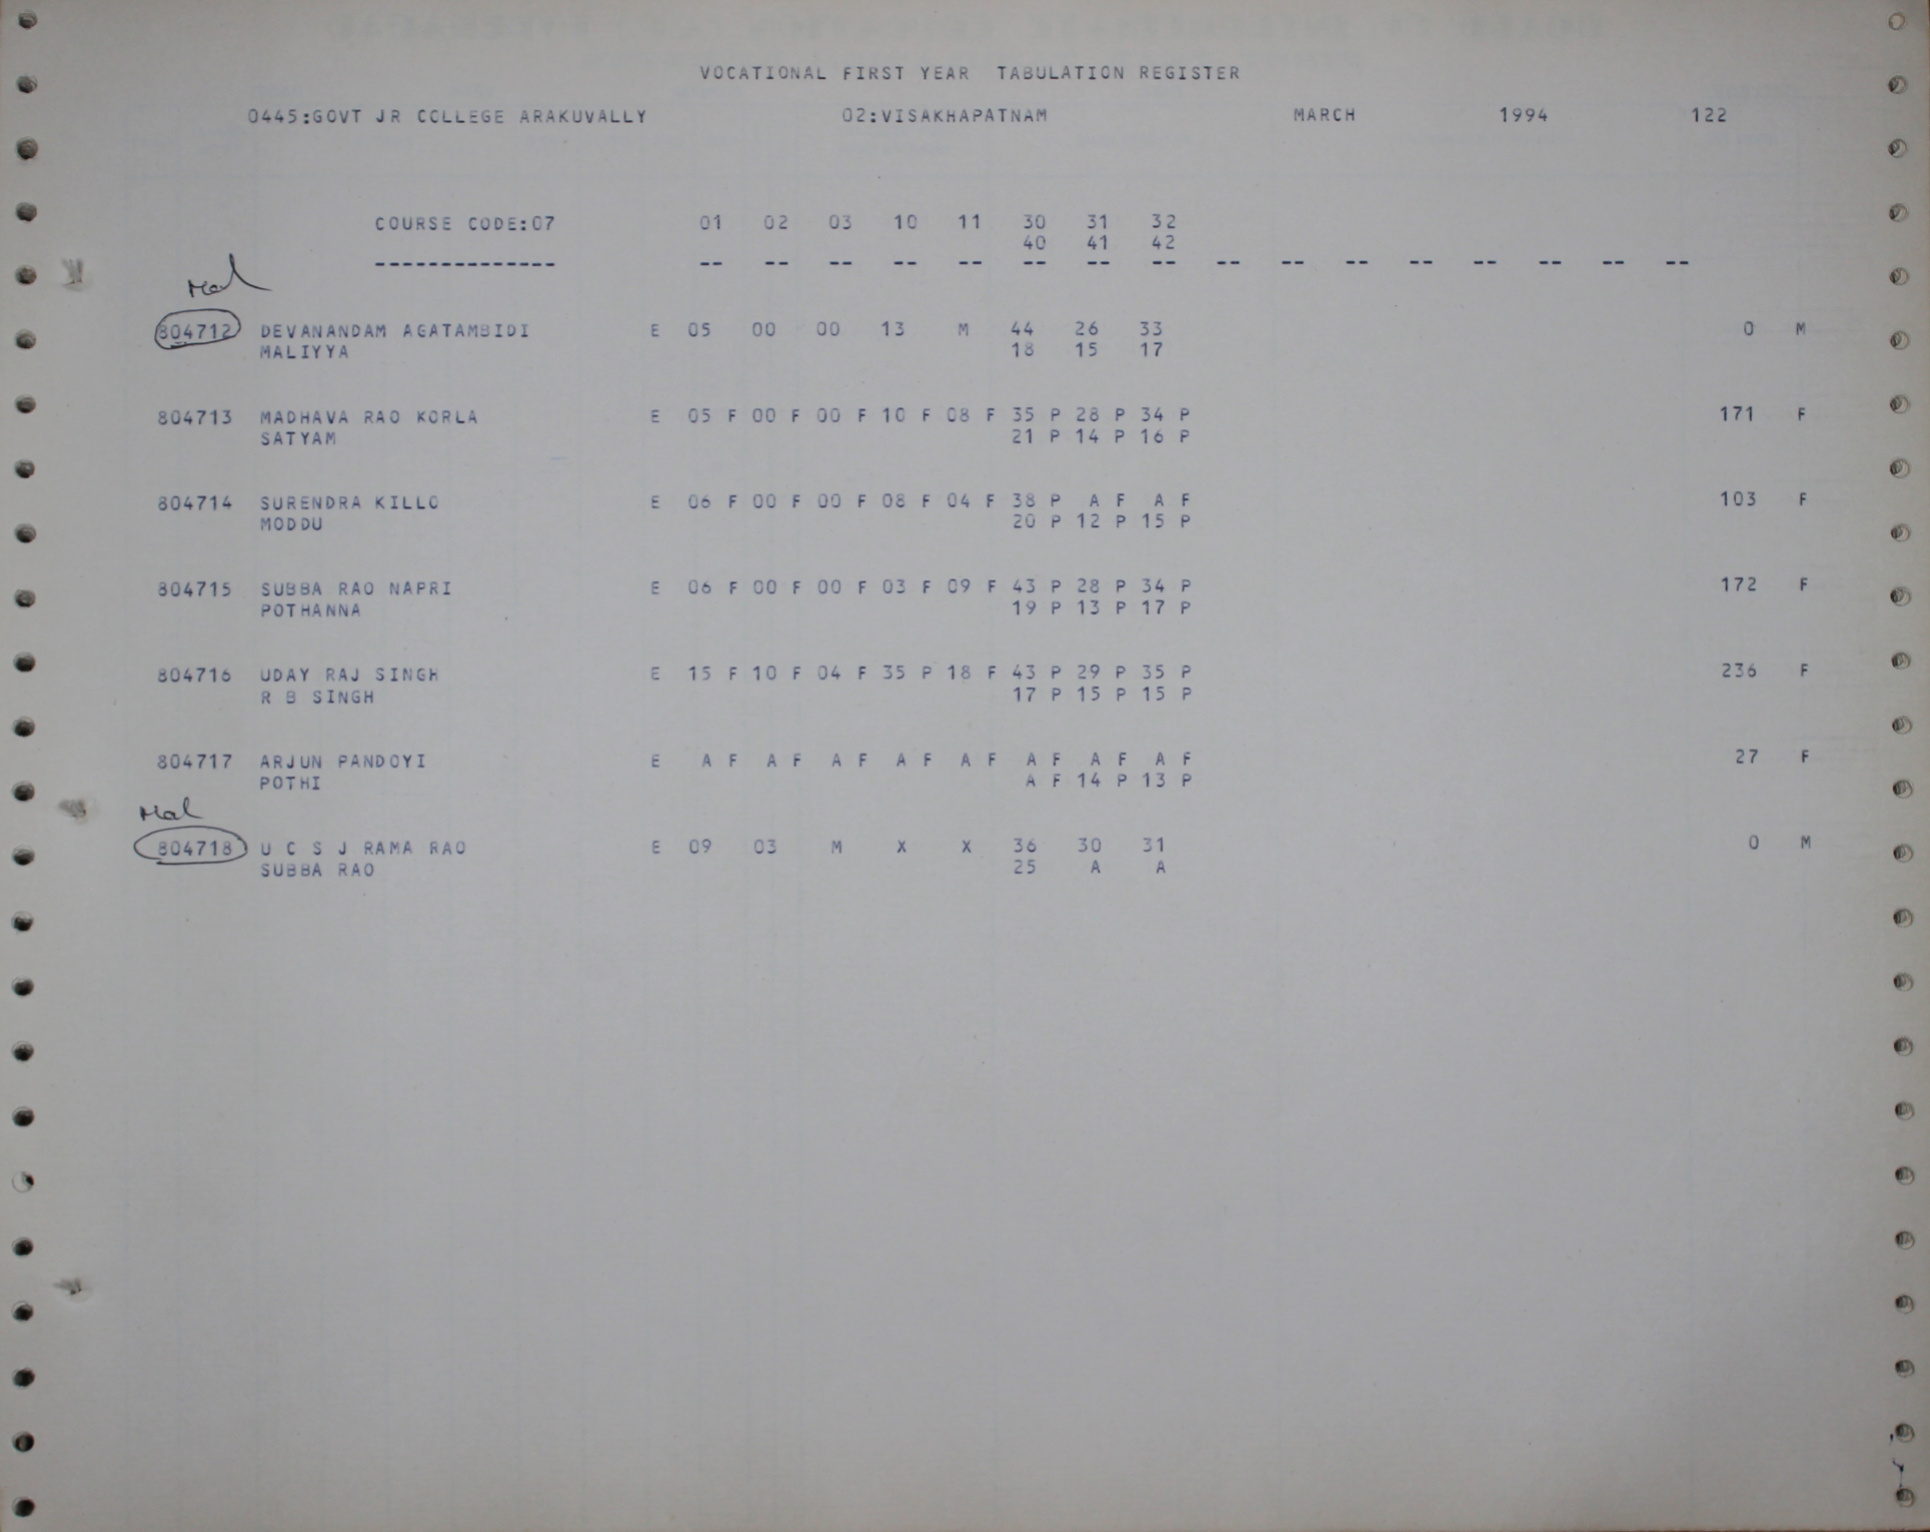 VOCATIONAL FIRST YEAR TABULATION REGISTER
0445:GOVT JR COLLEGE ARAKUVALLY 02:VISAKHAPATNAM MARCH 1994 122
COURSE CODE:07 01 02 03 10 11 30 31 32
40 41 42
-------------- -- -- -- -- -- -- -- -- -- -- -- -- -- -- -- --
Mal
804712 DEVANANDAM AGATAMBIDI E 05 00 00 13 M 44 26 33 0 M
MALIYYA 18 15 17
804713 MADHAVA RAO KORLA E 05 F 00 F 00 F 10 F 08 F 35 P 28 P 34 P 171 F
SATYAM 21 P 14 P 16 P
804714 SURENDRA KILLO E 06 F 00 F 00 F 08 F 04 F 38 P A F A F 103 F
MODDU 20 P 12 P 15 P
804715 SUBBA RAO NAPRI E 06 F 00 F 00 F 03 F 09 F 43 P 28 P 34 P 172 F
POTHANNA 19 P 13 P 17 P
804716 UDAY RAJ SINGH E 15 F 10 F 04 F 35 P 18 F 43 P 29 P 35 P 236 F
R B SINGH 17 P 15 P 15 P
804717 ARJUN PANDOYI E A F A F A F A F A F A F A F A F 27 F
POTHI A F 14 P 13 P
Mal
804718 U C S J RAMA RAO E 09 03 M X X 36 30 31 0 M
SUBBA RAO 25 A A